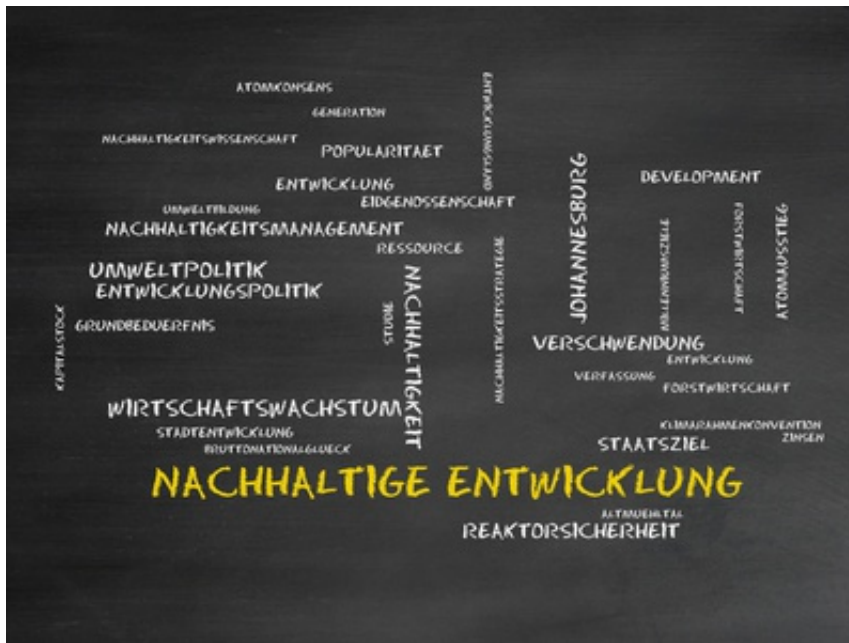 ATOMKONSENS
GENERATION
ENTWICKLUNGSLAND
NACHHALTIGKEITSWISSENSCHAFT
POPULARITAET
JOHANNESBURG
DEVELOPMENT
ENTWICKLUNG
EIDGENOSSENSCHAFT
UMWELTBILDUNG
NACHHALTIGKEITSMANAGEMENT
RESSOURCE
NACHHALTIGKEITSSTRATEGIE
MILLENNIUMSZIELE
FORSTWIRTSCHAFT
ATOMAUSSTIEG
UMWELTPOLITIK
ENTWICKLUNGSPOLITIK
NACHHALTIGKEIT
STUDIE
KAPITALSTOCK
GRUNDBEDUERFNIS
VERSCHWENDUNG
ENTWICKLUNG
VERFASSUNG
FORSTWIRTSCHAFT
WIRTSCHAFTSWACHSTUM
STADTENTWICKLUNG
BRUTTONATIONALGLUECK
KLIMARAHMENKONVENTION
ZINSEN
STAATSZIEL
NACHHALTIGE ENTWICKLUNG
ALTMUEHLTAL
REAKTORSICHERHEIT